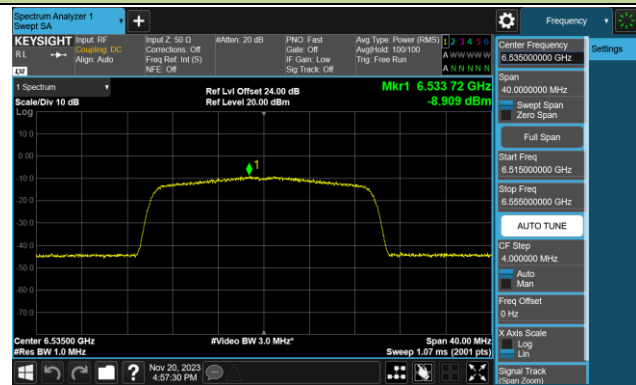 Spectrum Analyzer 1
Swept SA
+
Frequency
KEYSIGHT
RL
LXI
Input: RF
Coupling: DC
Align: Auto
Input Z: 50 Ω
Corrections: Off
Freq Ref: Int (S)
NFE: Off
#Atten: 20 dB
PNO: Fast
Gate: Off
IF Gain: Low
Sig Track: Off
Avg Type: Power (RMS)
Avg|Hold: 100/100
Trig: Free Run
1 2 3 4 5 6
A W W W W W
A N N N N N
1 Spectrum
Scale/Div 10 dB
Log
Ref Lvl Offset 24.00 dB
Ref Level 20.00 dBm
Mkr1 6.533 72 GHz
-8.909 dBm
10.0
0.00
-10.0
-20.0
-30.0
-40.0
-50.0
-60.0
-70.0
1
Center 6.53500 GHz
#Res BW 1.0 MHz
#Video BW 3.0 MHz*
Span 40.00 MHz
Sweep 1.07 ms (2001 pts)
Nov 20, 2023
4:57:30 PM
?
Center Frequency
6.535000000 GHz
Settings
Span
40.0000000 MHz
Swept Span
Zero Span
Full Span
Start Freq
6.515000000 GHz
Stop Freq
6.555000000 GHz
AUTO TUNE
CF Step
4.000000 MHz
Auto
Man
Freq Offset
0 Hz
X Axis Scale
Log
Lin
Signal Track
(Span Zoom)